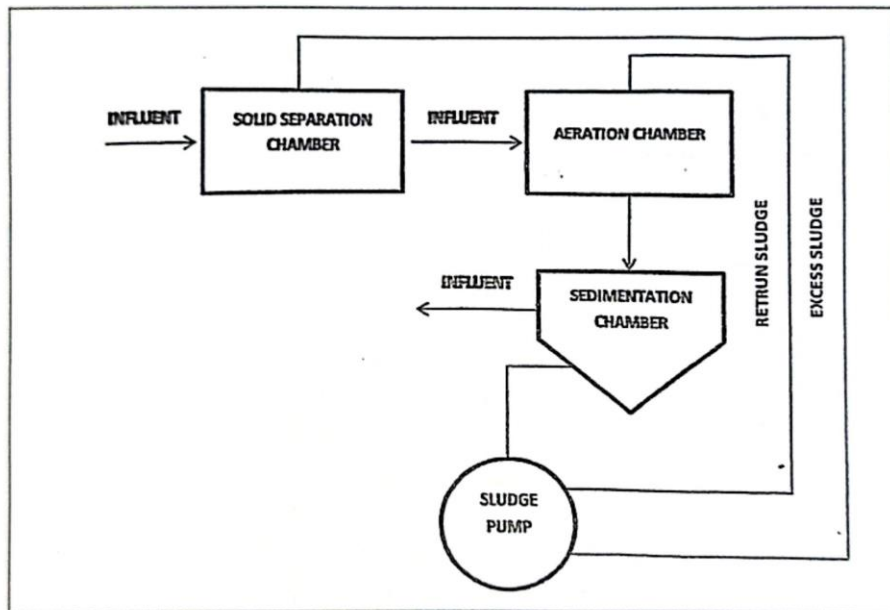 INFLUENT
SOLID SEPARATION
CHAMBER
INFLUENT
AERATION CHAMBER
INFLUENT
SEDIMENTATION
CHAMBER
RETRUN SLUDGE
EXCESS SLUDGE
SLUDGE
PUMP